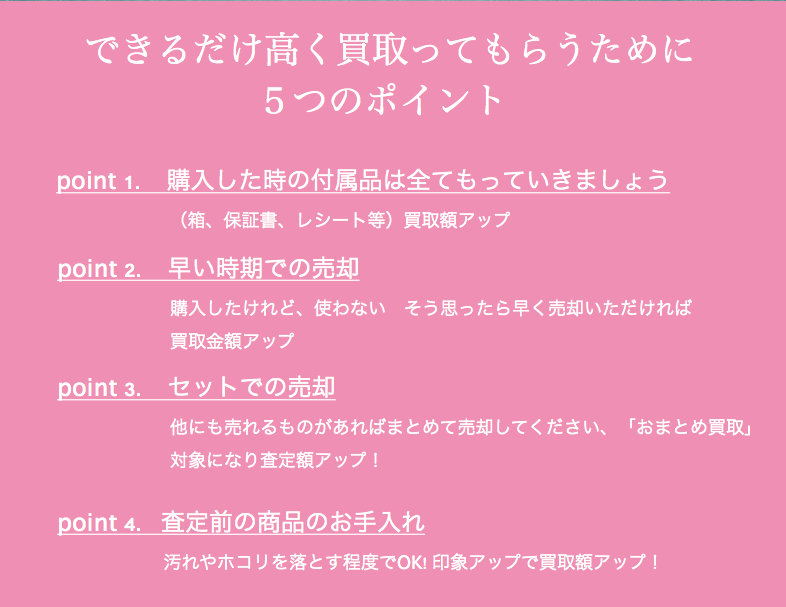 できるだけ高く買取ってもらうために
５つのポイント
point 1. 購入した時の付属品は全てもっていきましょう
（箱、保証書、レシート等）買取額アップ
point 2. 早い時期での売却
購入したけれど、使わない　そう思ったら早く売却いただければ
買取金額アップ
point 3. セットでの売却
他にも売れるものがあればまとめて売却してください、「おまとめ買取」
対象になり査定額アップ！
point 4. 査定前の商品のお手入れ
汚れやホコリを落とす程度でOK! 印象アップで買取額アップ！